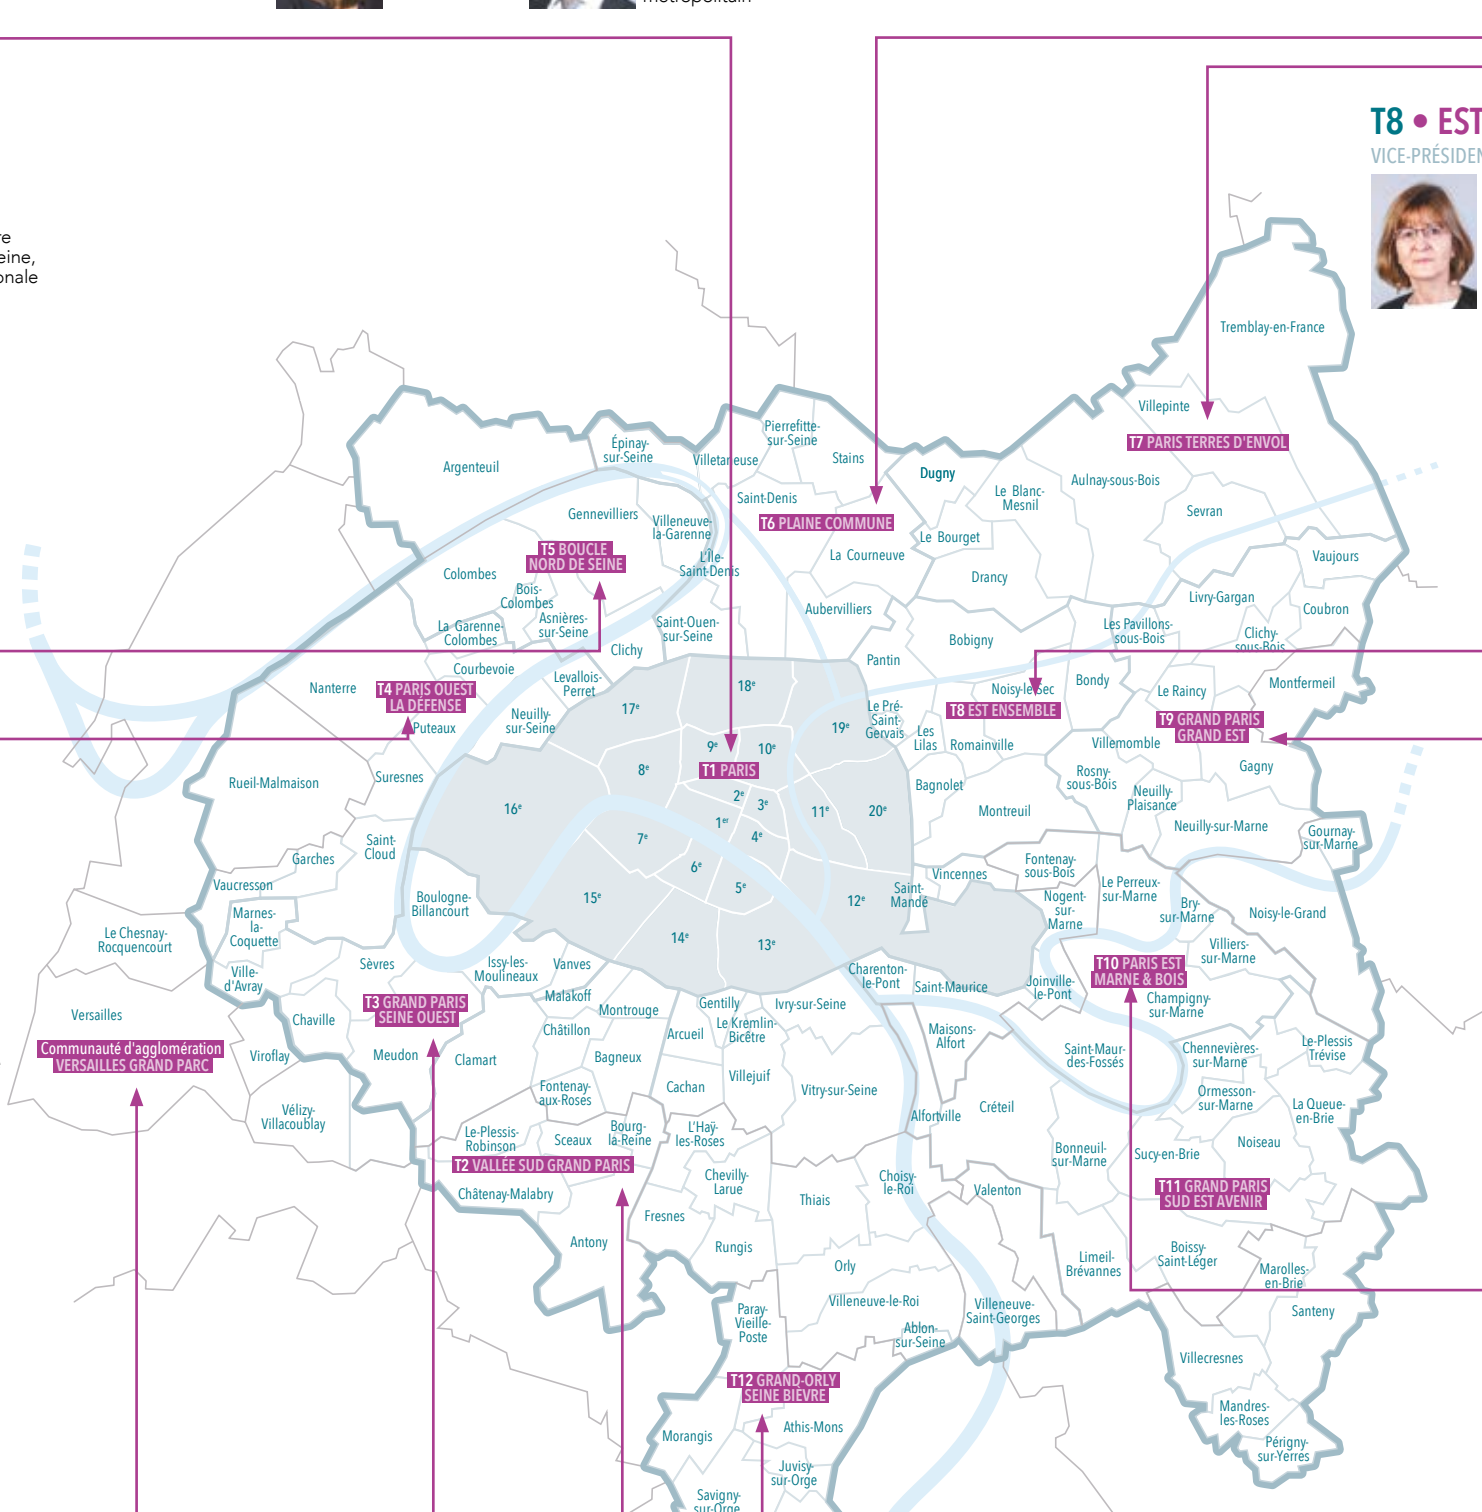 métropolitain
T8 • EST
VICE-PRÉSIDEN
re
eine,
onale
Tremblay-en-France
Villepinte
T7 PARIS TERRES D'ENVOL
Pierrefitte-
sur-Seine
Épinay-
sur-Seine
Villetaneuse
Stains
Argenteuil
Dugny
Aulnay-sous-Bois
Le Blanc-
Mesnil
Saint-Denis
Sevran
Gennevilliers
Villeneuve-
la-Garenne
T6 PLAINE COMMUNE
Le Bourget
T5 BOUCLE
NORD DE SEINE
La Courneuve
Vaujours
L'Île-
Saint-Denis
Colombes
Drancy
Bois-
Colombes
Livry-Gargan
Coubron
Aubervilliers
Asnières-
sur-Seine
La Garenne-
Colombes
Saint-Ouen-
sur-Seine
Les Pavillons-
sous-Bois
Clichy-
sous-Bois
Bobigny
Clichy
Pantin
Courbevoie
Levallois-
Perret
Nanterre
T4 PARIS OUEST
LA DÉFENSE
Bondy
Montfermeil
Noisy-le-Sec
Le Raincy
18e
17e
T8 EST ENSEMBLE
Le Pré-
Saint-
Gervais
Neuilly-
sur-Seine
Puteaux
19e
T9 GRAND PARIS
GRAND EST
Les
Lilas
Romainville
Villemomble
9e
10e
T1 PARIS
8e
Gagny
Rueil-Malmaison
Suresnes
Rosny-
sous-Bois
Bagnolet
Neuilly-
Plaisance
2e
3e
16e
11e
20e
Montreuil
1er
4e
7e
Neuilly-sur-Marne
Gournay-
sur-Marne
Saint-
Cloud
Garches
6e
Fontenay-
sous-Bois
Vincennes
Vaucresson
5e
Saint-
Mandé
Le Perreux-
sur-Marne
15e
12e
Boulogne-
Billancourt
Nogent-
sur-
Marne
Bry-
sur-Marne
Noisy-le-Grand
Marnes-
la-
Coquette
Le Chesnay-
Rocquencourt
14e
13e
Villiers-
sur-Marne
Sèvres
Issy-les-
Moulineaux
Vanves
Ville-
d'Avray
T10 PARIS EST
MARNE & BOIS
Charenton-
le-Pont
Saint-Maurice
Joinville-
le-Pont
Malakoff
T3 GRAND PARIS
SEINE OUEST
Montrouge
Gentilly
Ivry-sur-Seine
Champigny-
sur-Marne
Versailles
Chaville
Châtillon
Arcueil
Le Kremlin-
Bicêtre
Maisons-
Alfort
Communauté d'agglomération
VERSAILLES GRAND PARC
Viroflay
Meudon
Clamart
Bagneux
Saint-Maur-
des-Fossés
Chennevières-
sur-Marne
Le-Plessis
Trévise
Villejuif
Cachan
Vitry-sur-Seine
Fontenay-
aux-Roses
Ormesson-
sur-Marne
La Queue-
en-Brie
Vélizy-
Villacoublay
Alfortville
Créteil
Le-Plessis-
Robinson
Sceaux
Bourg-
la-Reine
L'Haÿ-
les-Roses
Noiseau
Bonneuil-
sur-Marne
Sucy-en-Brie
T2 VALLÉE SUD GRAND PARIS
Chevilly-
Larue
Choisy-
le-Roi
Châtenay-Malabry
Thiais
Valenton
T11 GRAND PARIS
SUD EST AVENIR
Fresnes
Antony
Rungis
Orly
Limeil-
Brévannes
Boissy-
Saint-Léger
Marolles-
en-Brie
Villeneuve-le-Roi
Villeneuve-
Saint-Georges
Paray-
Vieille-
Poste
Santeny
Ablon-
sur-Seine
Villecresnes
T12 GRAND-ORLY
SEINE BIÈVRE
Mandres-
les-Roses
Athis-Mons
Morangis
Périgny-
sur-Yerres
Juvisy-
sur-Orge
Savigny-
sur-Orge